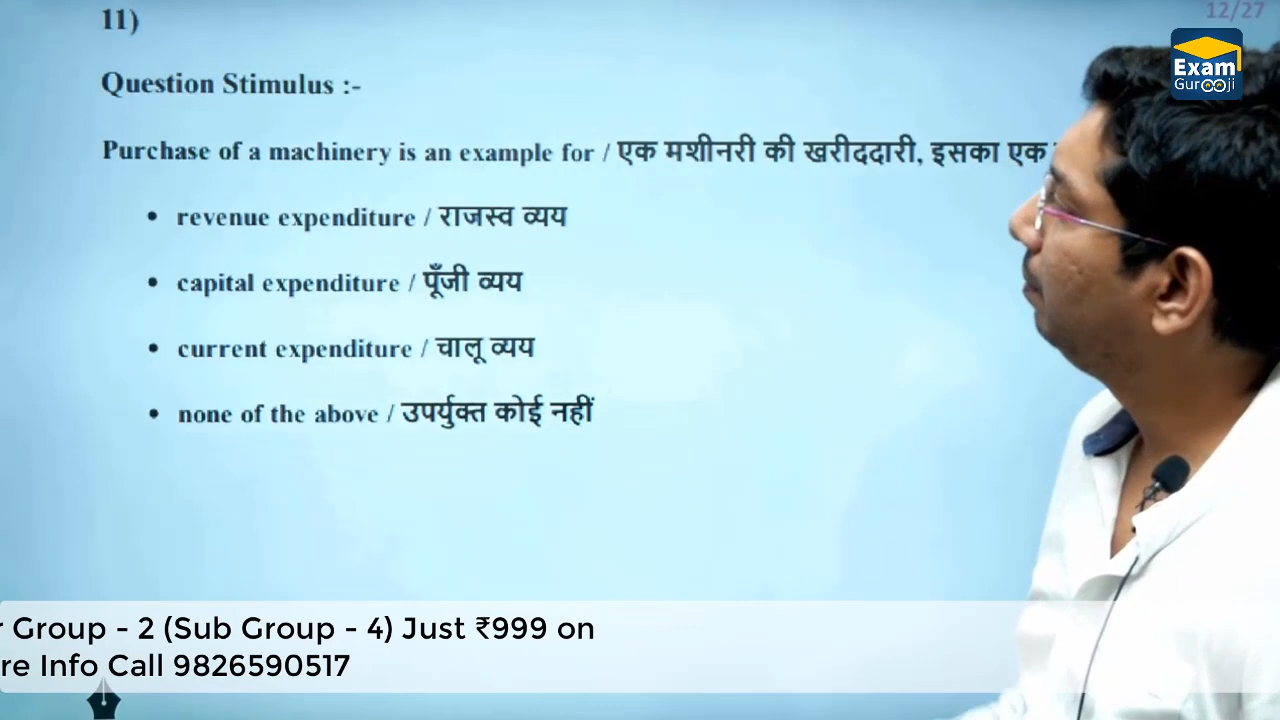 11)
12/27
Exam
Gurooji
Question Stimulus :-
Purchase of a machinery is an example for / एक मशीनरी की खरीददारी, इसका एक
• revenue expenditure / राजस्व व्यय
• capital expenditure / पूँजी व्यय
• current expenditure / चालू व्यय
• none of the above / उपर्युक्त कोई नहीं
Group - 2 (Sub Group - 4) Just ₹999 on
re Info Call 9826590517